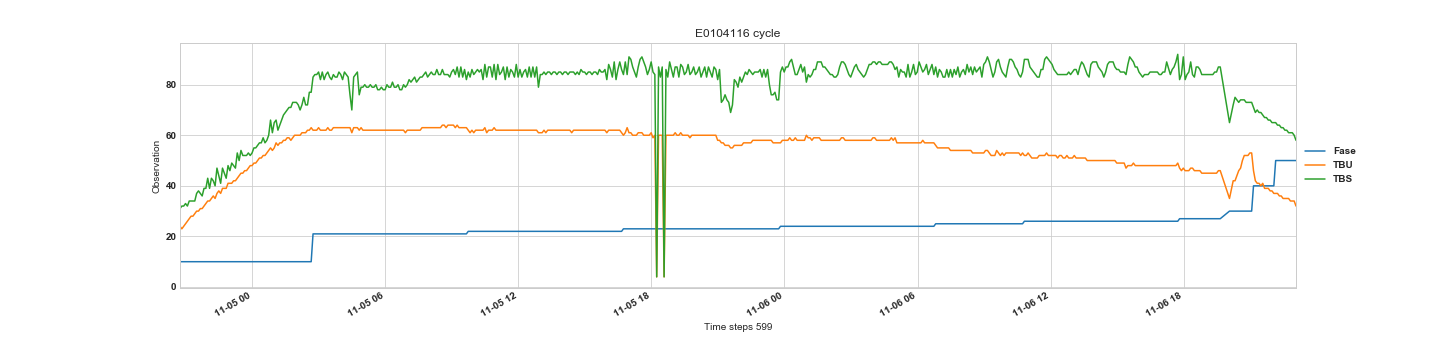 E0104116 cycle
Observation
80
60
40
20
0
11-05 00
11-05 06
11-05 12
11-05 18
11-06 00
11-06 06
11-06 12
11-06 18
Time steps 599
Fase
TBU
TBS